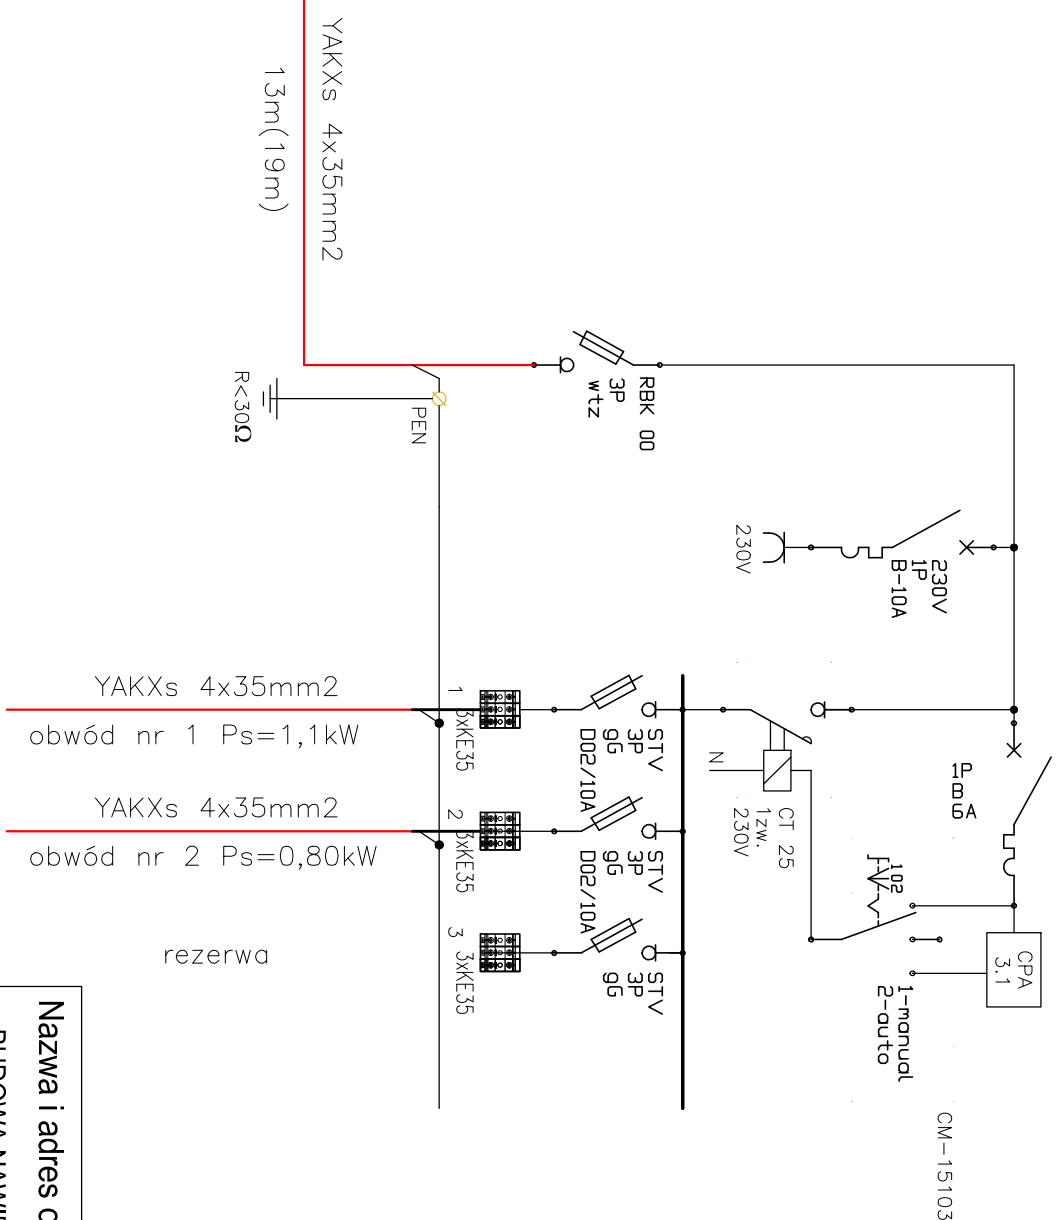 YAKXs 4x35mm2
13m(19m)
R<30Ω
PEN
RBK 00
3P
wtz
230V
230V
1P
B-10A
1P
B
6A
CPA
3.1
102
1-manual
2-auto
CM-15103
CT 25
1zw.
230V
N
STV
3P
gG
D02/10A
STV
3P
gG
D02/10A
STV
3P
gG
1
3xKE35
2
3xKE35
3
3xKE35
YAKXs 4x35mm2
obwód nr 1 Ps=1,1kW
YAKXs 4x35mm2
obwód nr 2 Ps=0,80kW
rezerwa
Nazwa i adres
BUDOWA